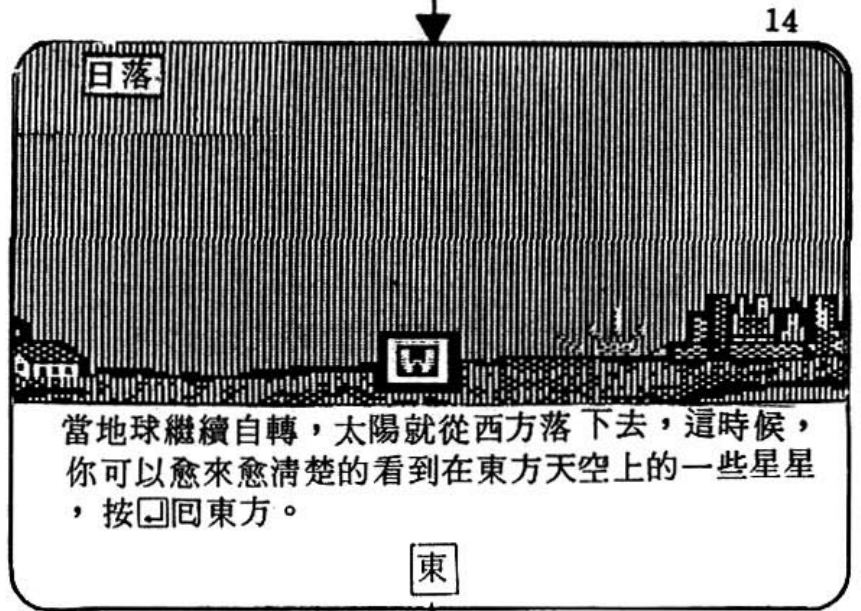 14
日落
W
當地球繼續自轉，太陽就從西方落下去，這時候，
你可以愈來愈清楚的看到在東方天空上的一些星星
，按⏎回東方。
東